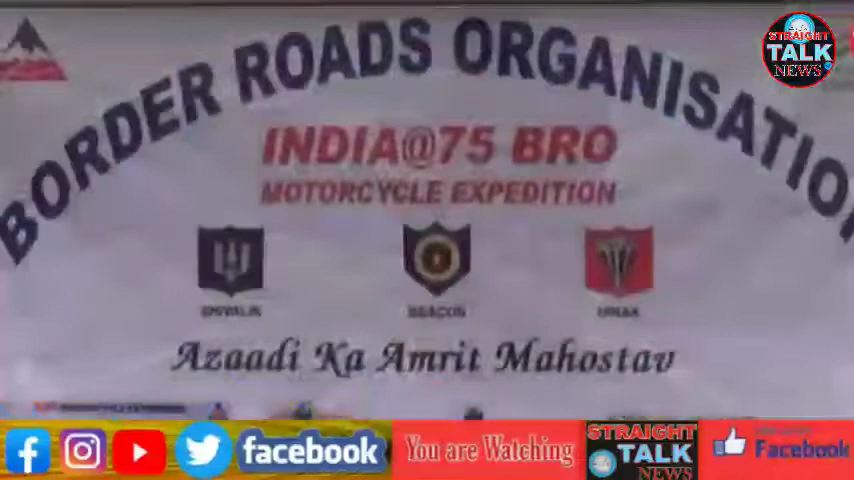 STRAIGHT
TALK
NEWS
BORDER ROADS ORGANISATION
INDIA@75 BRO
MOTORCYCLE EXPEDITION
SHIVALIK BEACON
Azaadi Ka Amrit Mahostav
facebook You are Watching
STRAIGHT
TALK
NEWS
Facebook